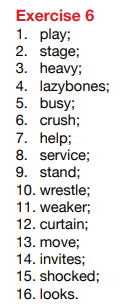 Exercise 6
1. play;
2. stage;
3. heavy;
4. lazybones;
5. busy;
6. crush;
7. help;
8. service;
9. stand;
10. wrestle;
11. weaker;
12. curtain;
13. move;
14. invites;
15. shocked;
16. looks.